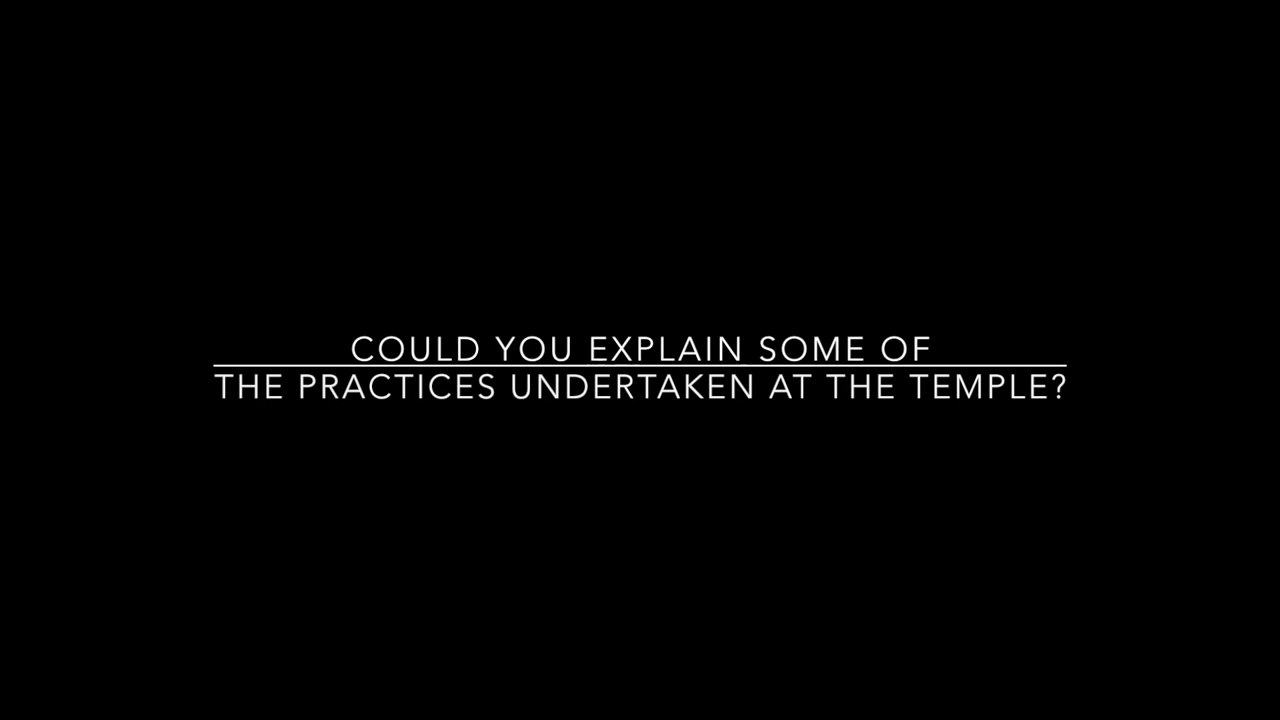 COULD YOU EXPLAIN SOME OF
THE PRACTICES UNDERTAKEN AT THE TEMPLE?